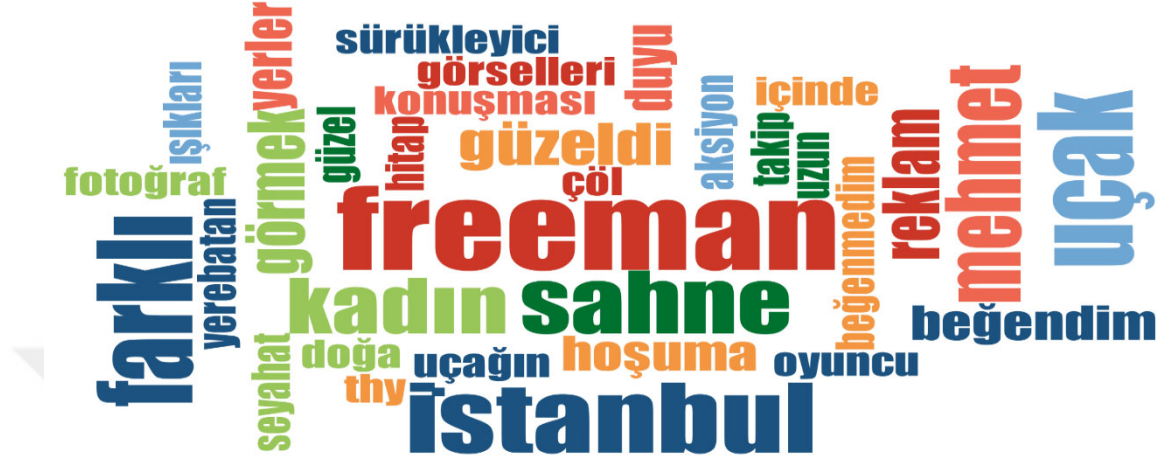 sürükleyici
görselleri
konuşması
duyu
yerler
ışıkları
fotoğraf
görmek
güzel
hitap
güzeldi
çöl
aksiyon
içinde
takip
uzun
reklam
mehmet
uçak
farklı
yerebatan
freeman
beğenmedim
kadın
sahne
beğendim
seyahat
doğa
uçağın
hoşuma
oyuncu
thy
istanbul